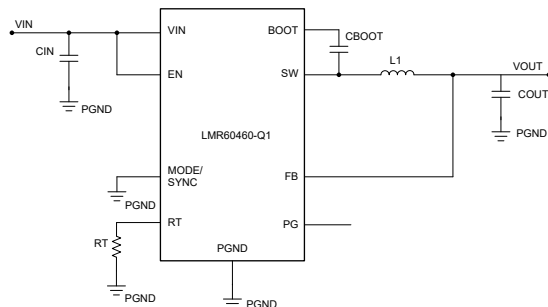 VIN
VIN
BOOT
CBOOT
CIN
EN
SW
L1
VOUT
COUT
PGND
PGND
LMR60460-Q1
MODE/
SYNC
FB
PGND
RT
PG
RT
PGND
PGND
PGND